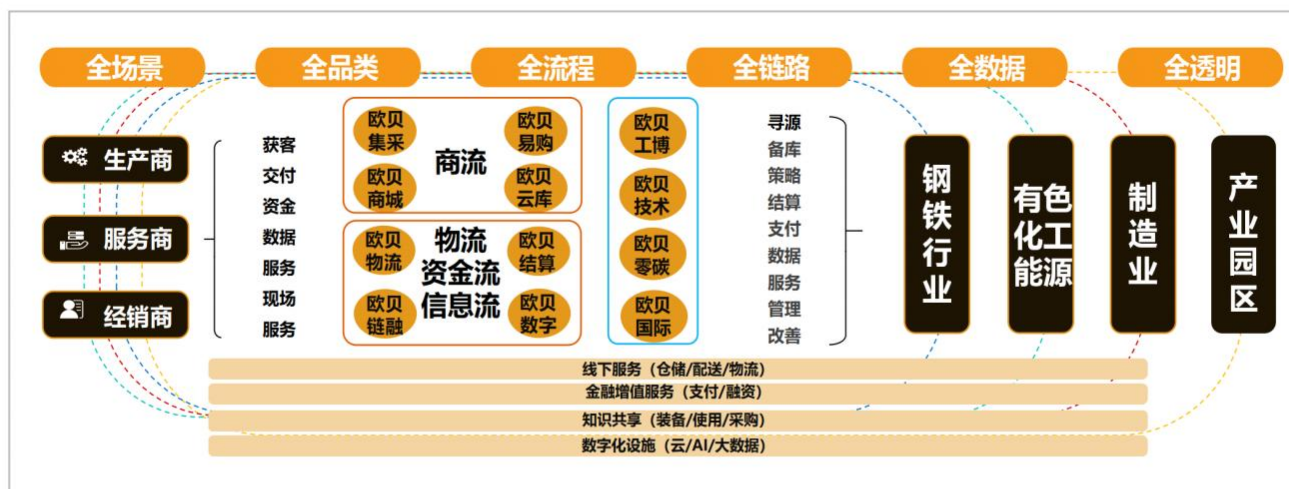 全场景
全品类
全流程
全链路
全数据
全透明
生产商
服务商
经销商
获客
交付
资金
数据
服务
现场
服务
欧贝
集采
欧贝
易购
商流
欧贝
商城
欧贝
云库
欧贝
物流
欧贝
结算
物流
资金流
信息流
欧贝
链融
欧贝
数字
欧贝
工博
欧贝
技术
欧贝
零碳
欧贝
国际
寻源
备库
策略
结算
支付
数据
服务
管理
改善
钢铁行业
有色
化工
能源
制造业
产业园区
线下服务（仓储/配送/物流）
金融增值服务（支付/融资）
知识共享（装备/使用/采购）
数字化设施（云/AI/大数据）